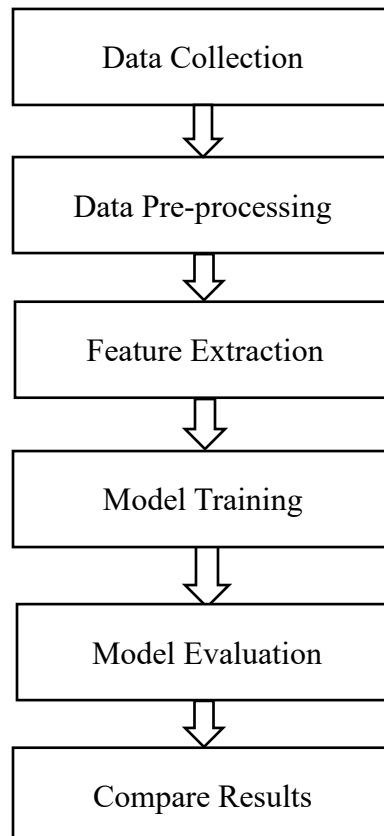 Data Collection
Data Pre-processing
Feature Extraction
Model Training
Model Evaluation
Compare Results